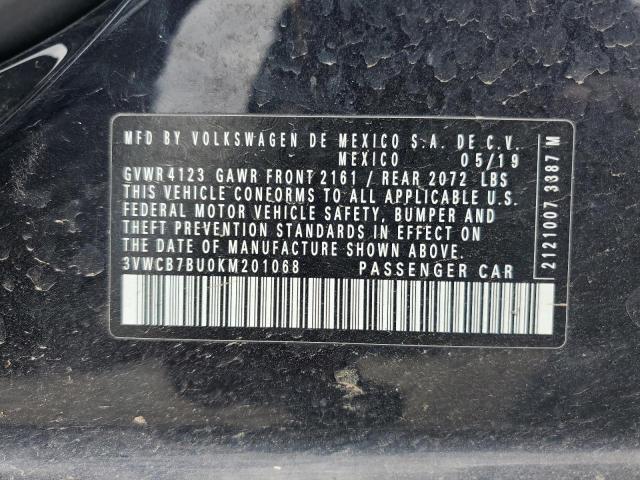 MFD BY VOLKSWAGEN DE MEXICO S.A. DE C.V.
MEXICO 05/19
GVWR 4123 GAWR FRONT 2161 / REAR 2072 LBS
THIS VEHICLE CONFORMS TO ALL APPLICABLE U.S.
FEDERAL MOTOR VEHICLE SAFETY, BUMPER AND
THEFT PREVENTION STANDARDS IN EFFECT ON
THE DATE OF MANUFACTURE SHOWN ABOVE.
3VWCB7BU0KM201068 PASSENGER CAR
2121007 3387 M